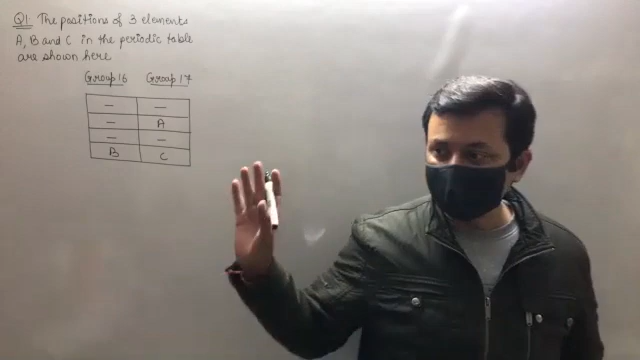 Q1: The positions of 3 elements
A, B and C in the periodic table
are shown here
Group 16 Group 17
— —
— A
— —
B C